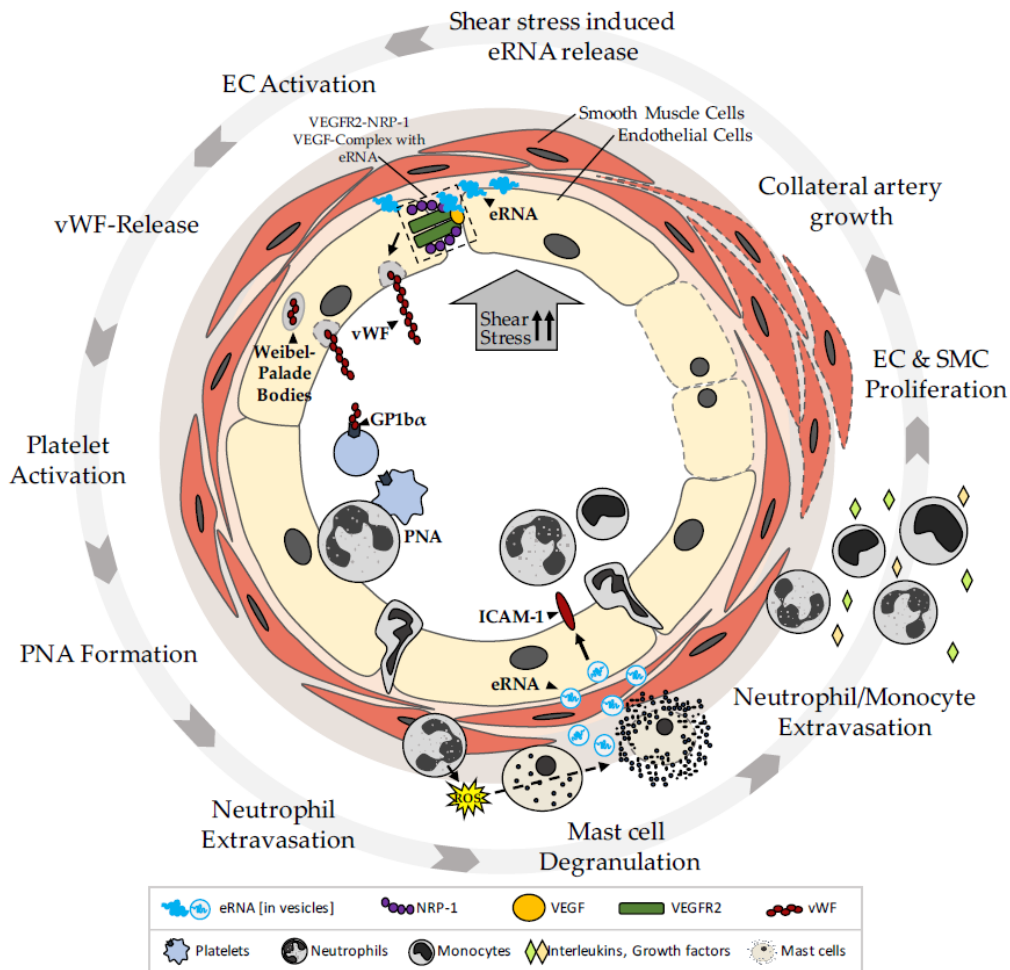 Shear stress induced
eRNA release
EC Activation
VEGFR2-NRP-1
VEGF-Complex with
eRNA
Smooth Muscle Cells
Endothelial Cells
eRNA
Collateral artery
growth
vWF-Release
vWF
Shear
Stress
Weibel-
Palade
Bodies
EC & SMC
Proliferation
GP1bα
Platelet
Activation
PNA
ICAM-1
PNA Formation
eRNA
Neutrophil/Monocyte
Extravasation
ROS
Neutrophil
Extravasation
Mast cell
Degranulation
eRNA [in vesicles]
NRP-1
VEGF
VEGFR2
vWF
Platelets
Neutrophils
Monocytes
Interleukins, Growth factors
Mast cells